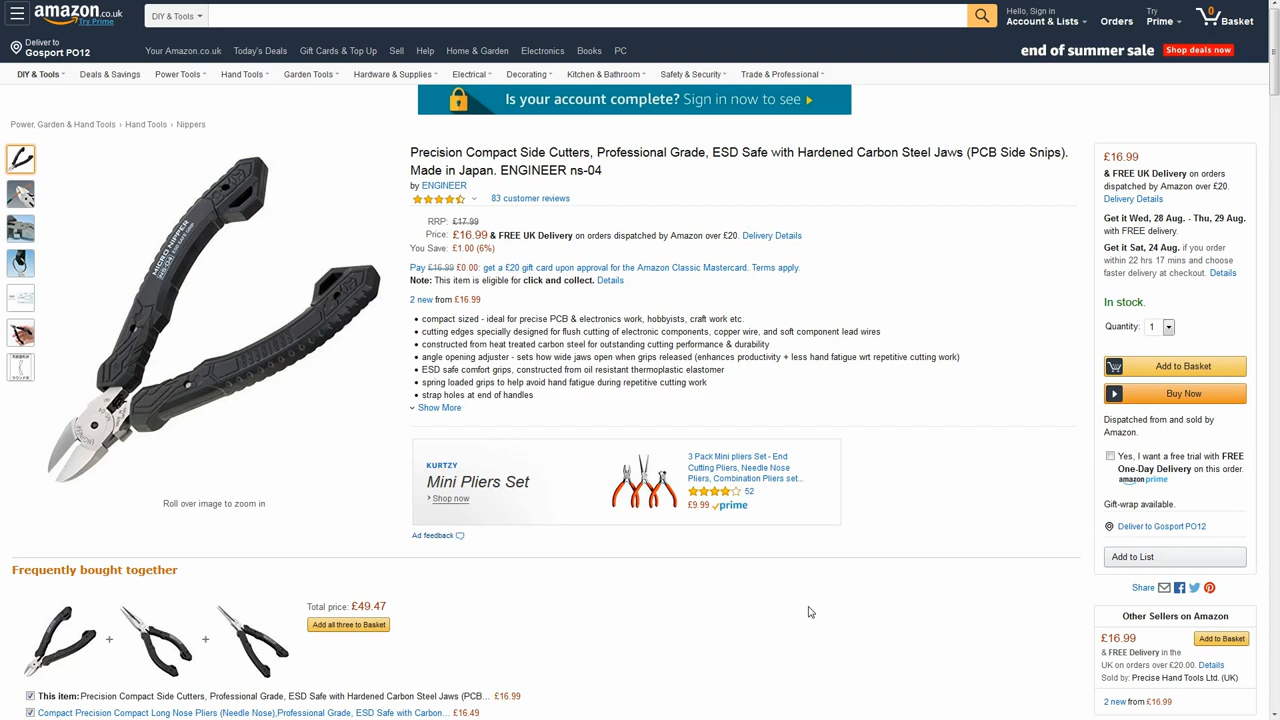 amazon.co.uk
Try Prime
DIY & Tools
Hello, Sign in
Account & Lists
Orders
Try
Prime
0
Basket
Deliver to
Gosport PO12
Your Amazon.co.uk
Today's Deals
Gift Cards & Top Up
Sell
Help
Home & Garden
Electronics
Books
PC
end of summer sale
Shop deals now
DIY & Tools
Deals & Savings
Power Tools
Hand Tools
Garden Tools
Hardware & Supplies
Electrical
Decorating
Kitchen & Bathroom
Safety & Security
Trade & Professional
Is your account complete? Sign in now to see
Power, Garden & Hand Tools › Hand Tools › Nippers
Precision Compact Side Cutters, Professional Grade, ESD Safe with Hardened Carbon Steel Jaws (PCB Side Snips).
Made in Japan. ENGINEER ns-04
by ENGINEER
83 customer reviews
RRP: £17.99
Price: £16.99 & FREE UK Delivery on orders dispatched by Amazon over £20. Delivery Details
You Save: £1.00 (6%)
Pay £16.99 £0.00: get a £20 gift card upon approval for the Amazon Classic Mastercard. Terms apply.
Note: This item is eligible for click and collect. Details
2 new from £16.99
compact sized - ideal for precise PCB & electronics work, hobbyists, craft work etc.
cutting edges specially designed for flush cutting of electronic components, copper wire, and soft component lead wires
constructed from heat treated carbon steel for outstanding cutting performance & durability
angle opening adjuster - sets how wide jaws open when grips released (enhances productivity + less hand fatigue wrt repetitive cutting work)
ESD safe comfort grips, constructed from oil resistant thermoplastic elastomer
spring loaded grips to help avoid hand fatigue during repetitive cutting work
strap holes at end of handles
Show More
MICRO NIPPER
NS-04
Roll over image to zoom in
KURTZY
Mini Pliers Set
Shop now
3 Pack Mini pliers Set - End
Cutting Pliers, Needle Nose
Pliers, Combination Pliers set...
52
£9.99 prime
Ad feedback
£16.99
& FREE UK Delivery on orders
dispatched by Amazon over £20.
Delivery Details
Get it Wed, 28 Aug. - Thu, 29 Aug.
with FREE delivery.
Get it Sat, 24 Aug. if you order
within 22 hrs 17 mins and choose
faster delivery at checkout. Details
In stock.
Quantity: 1
Add to Basket
Buy Now
Dispatched from and sold by
Amazon.
Yes, I want a free trial with FREE
One-Day Delivery on this order.
amazon prime
Gift-wrap available.
Deliver to Gosport PO12
Add to List
Share
Other Sellers on Amazon
£16.99
Add to Basket
& FREE Delivery in the
UK on orders over £20.00. Details
Sold by: Precise Hand Tools Ltd. (UK)
2 new from £16.99
Frequently bought together
+
+
Total price: £49.47
Add all three to Basket
This item: Precision Compact Side Cutters, Professional Grade, ESD Safe with Hardened Carbon Steel Jaws (PCB... £16.99
Compact Precision Compact Long Nose Pliers (Needle Nose),Professional Grade, ESD Safe with Carbon... £16.49